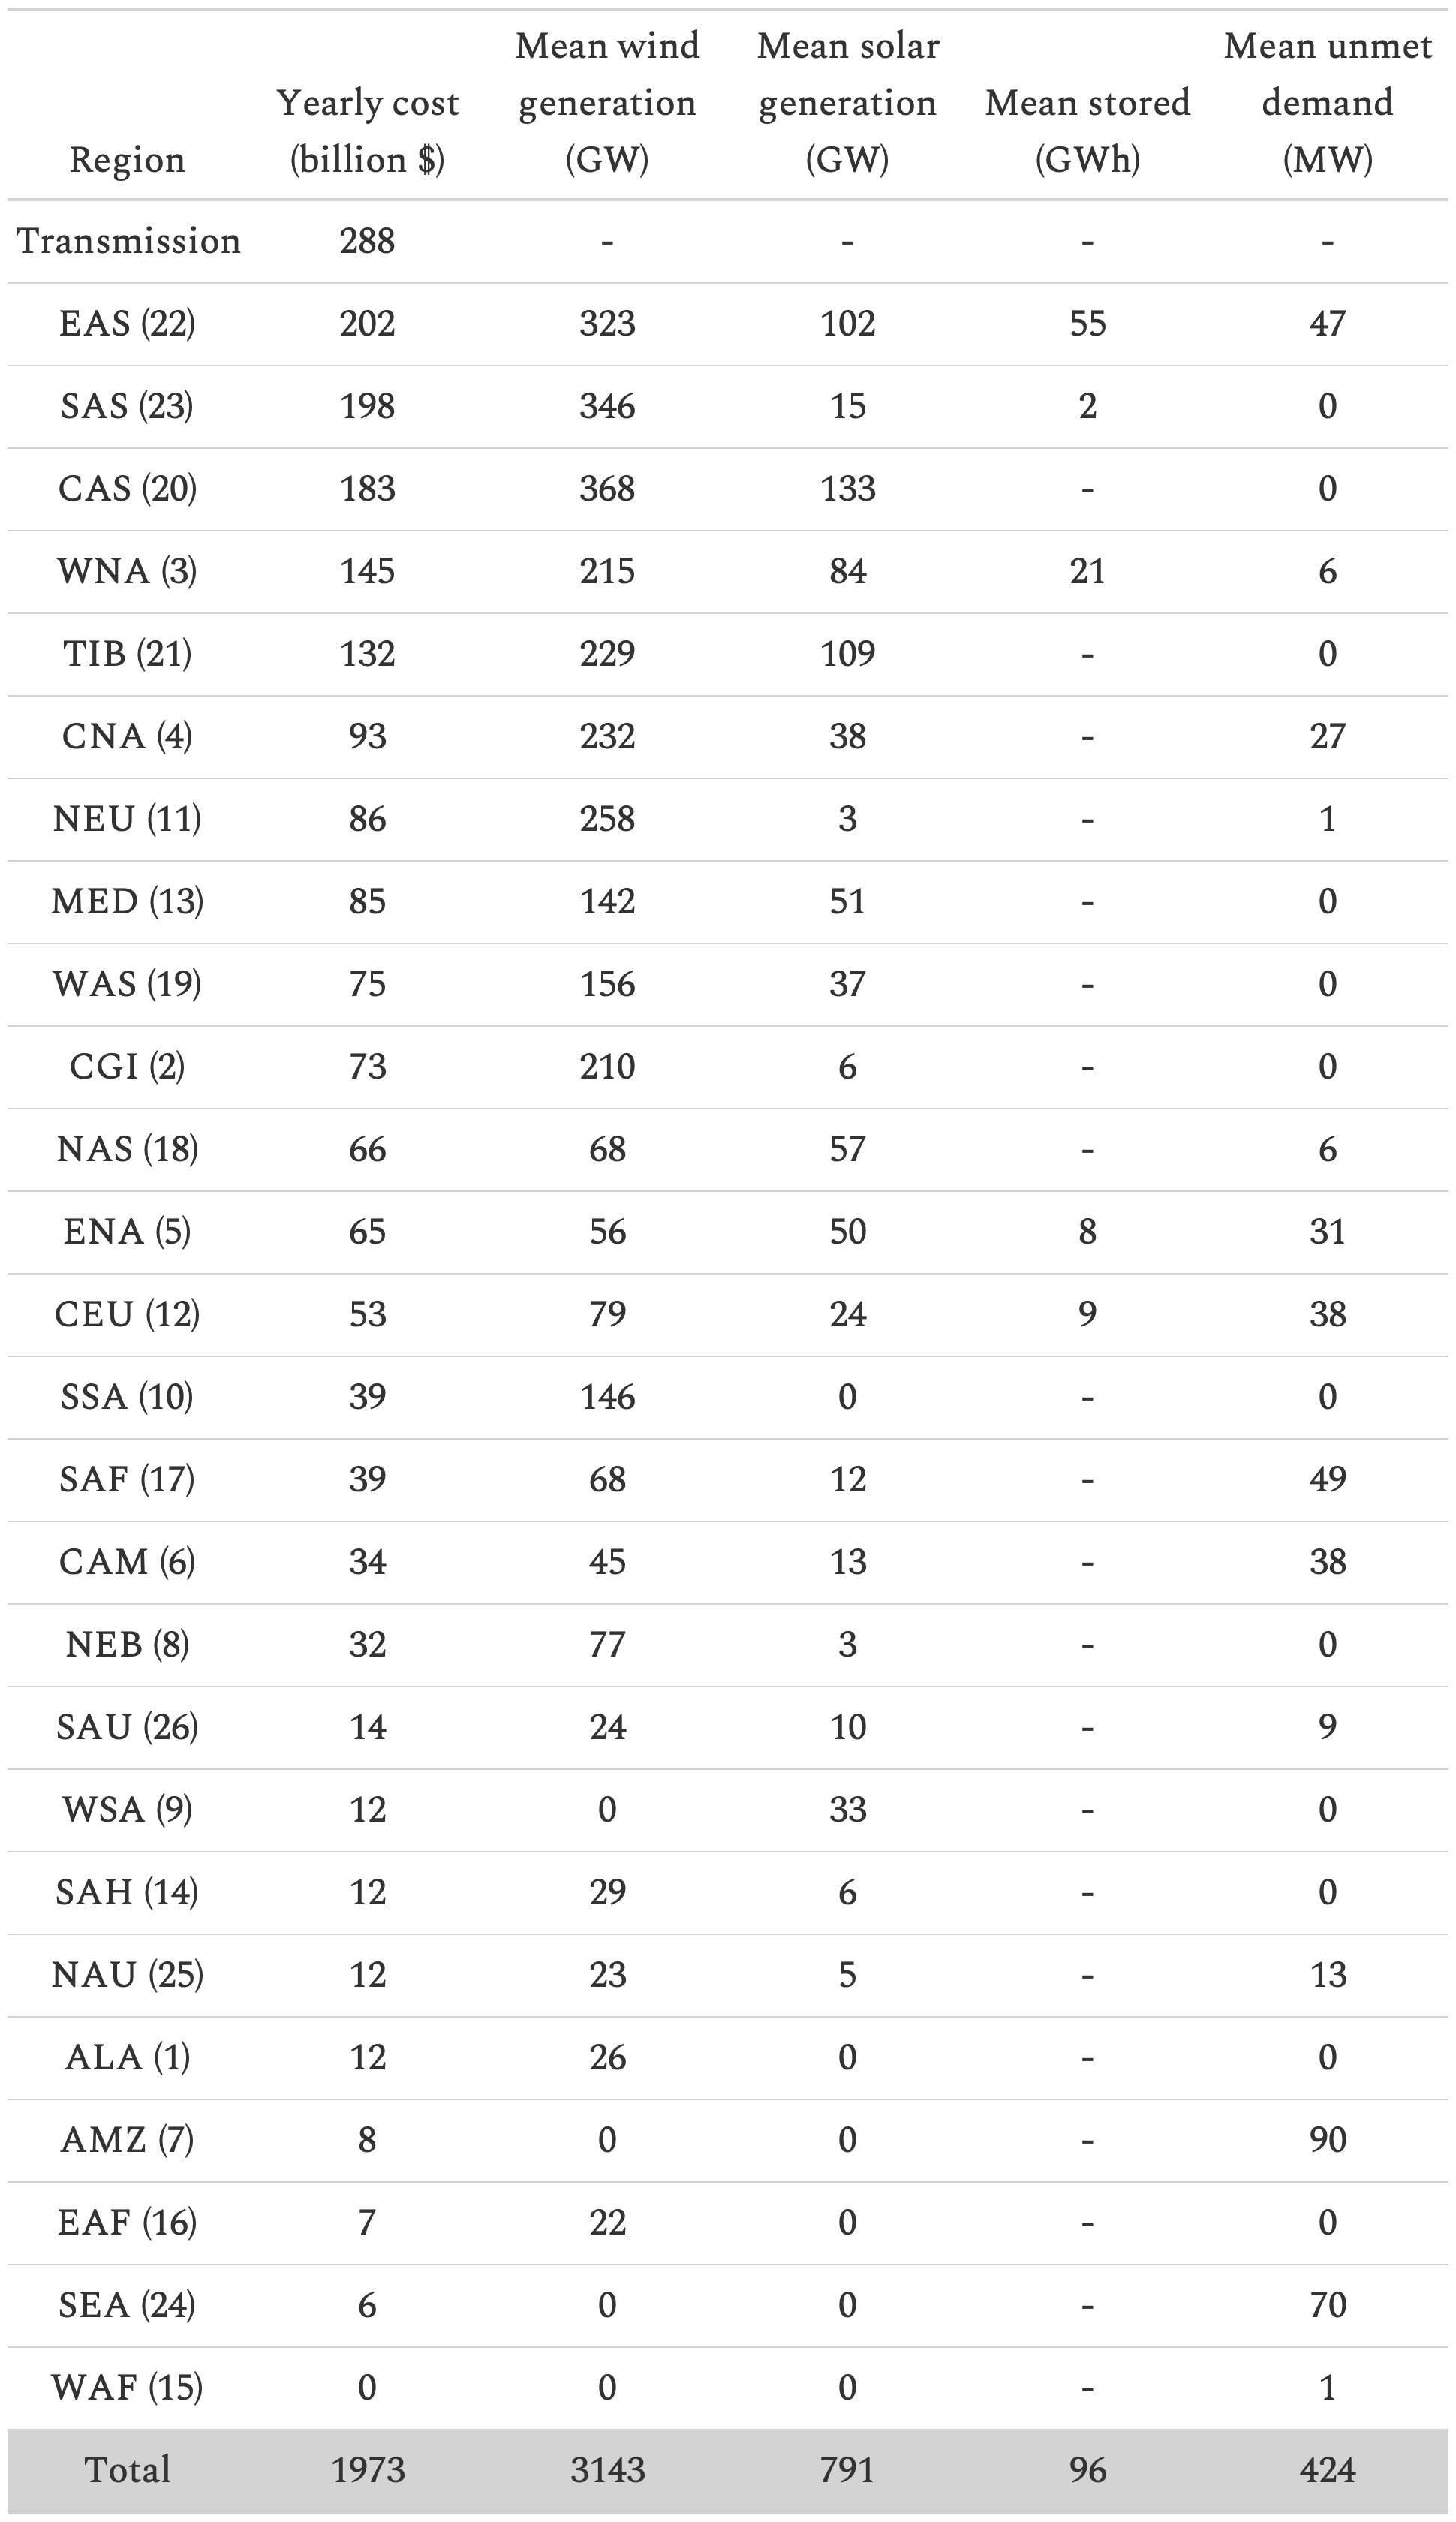 Region Yearly cost (billion $) Mean wind generation (GW) Mean solar generation (GW) Mean stored (GWh) Mean unmet demand (MW)
Transmission 288 - - - -
EAS (22) 202 323 102 55 47
SAS (23) 198 346 15 2 0
CAS (20) 183 368 133 - 0
WNA (3) 145 215 84 21 6
TIB (21) 132 229 109 - 0
CNA (4) 93 232 38 - 27
NEU (11) 86 258 3 - 1
MED (13) 85 142 51 - 0
WAS (19) 75 156 37 - 0
CGI (2) 73 210 6 - 0
NAS (18) 66 68 57 - 6
ENA (5) 65 56 50 8 31
CEU (12) 53 79 24 9 38
SSA (10) 39 146 0 - 0
SAF (17) 39 68 12 - 49
CAM (6) 34 45 13 - 38
NEB (8) 32 77 3 - 0
SAU (26) 14 24 10 - 9
WSA (9) 12 0 33 - 0
SAH (14) 12 29 6 - 0
NAU (25) 12 23 5 - 13
ALA (1) 12 26 0 - 0
AMZ (7) 8 0 0 - 90
EAF (16) 7 22 0 - 0
SEA (24) 6 0 0 - 70
WAF (15) 0 0 0 - 1
Total 1973 3143 791 96 424